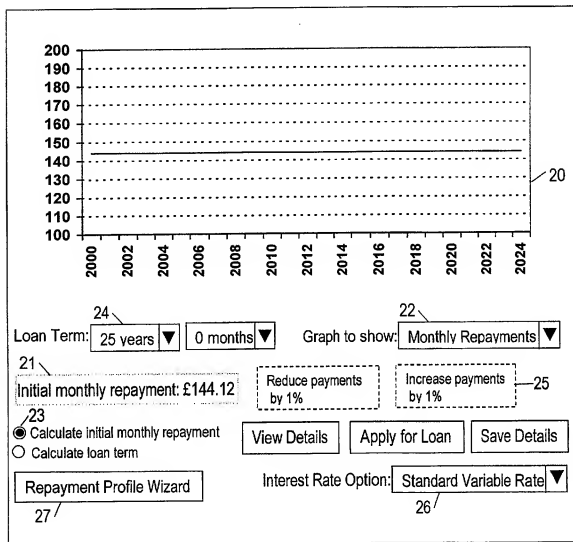 200
190
180
170
160
150
140
130
120
110
100
20
2000
2002
2004
2006
2008
2010
2012
2014
2016
2018
2020
2022
2024
24
22
Loan Term: 25 years 0 months Graph to show: Monthly Repayments
21
Initial monthly repayment: £144.12
Reduce payments
by 1%
Increase payments
by 1%
25
23
Calculate initial monthly repayment
Calculate loan term
View Details Apply for Loan Save Details
Repayment Profile Wizard
Interest Rate Option: Standard Variable Rate
27
26